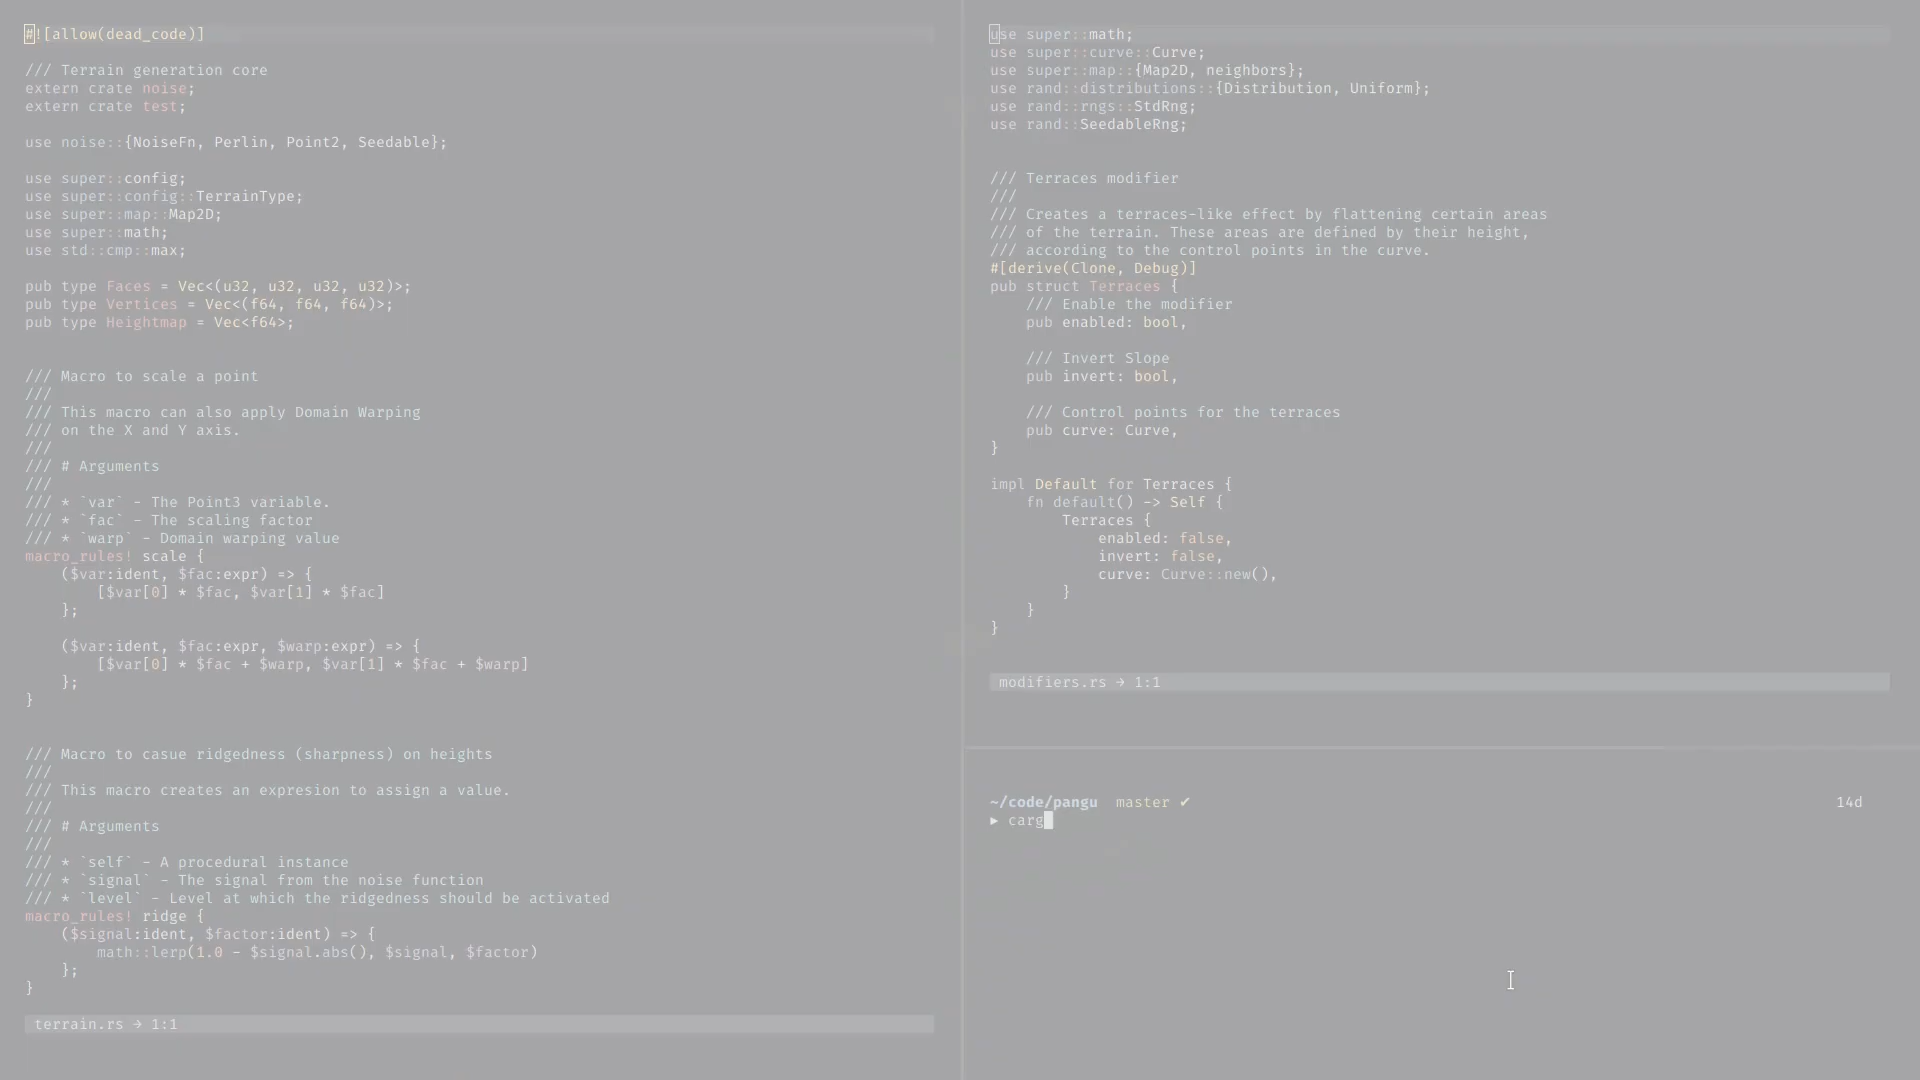 #![allow(dead_code)]
/// Terrain generation core
extern crate noise;
extern crate test;
use noise::{NoiseFn, Perlin, Point2, Seedable};
use super::config;
use super::config::TerrainType;
use super::map::Map2D;
use super::math;
use std::cmp::max;
pub type Faces = Vec<(u32, u32, u32, u32)>;
pub type Vertices = Vec<(f64, f64, f64)>;
pub type Heightmap = Vec<f64>;
/// Macro to scale a point
///
/// This macro can also apply Domain Warping
/// on the X and Y axis.
///
/// # Arguments
///
/// * `var` - The Point3 variable.
/// * `fac` - The scaling factor
/// * `warp` - Domain warping value
macro_rules! scale {
    ($var:ident, $fac:expr) => {
        [$var[0] * $fac, $var[1] * $fac]
    };
    ($var:ident, $fac:expr, $warp:expr) => {
        [$var[0] * $fac + $warp, $var[1] * $fac + $warp]
    };
}
/// Macro to casue ridgedness (sharpness) on heights
///
/// This macro creates an expresion to assign a value.
///
/// # Arguments
///
/// * `self` - A procedural instance
/// * `signal` - The signal from the noise function
/// * `level` - Level at which the ridgedness should be activated
macro_rules! ridge {
    ($signal:ident, $factor:ident) => {
        math::lerp(1.0 - $signal.abs(), $signal, $factor)
    };
}
terrain.rs → 1:1
use super::math;
use super::curve::Curve;
use super::map::{Map2D, neighbors};
use rand::distributions::{Distribution, Uniform};
use rand::rngs::StdRng;
use rand::SeedableRng;
/// Terraces modifier
///
/// Creates a terraces-like effect by flattening certain areas
/// of the terrain. These areas are defined by their height,
/// according to the control points in the curve.
#[derive(Clone, Debug)]
pub struct Terraces {
    /// Enable the modifier
    pub enabled: bool,
    /// Invert Slope
    pub invert: bool,
    /// Control points for the terraces
    pub curve: Curve,
}
impl Default for Terraces {
    fn default() -> Self {
        Terraces {
            enabled: false,
            invert: false,
            curve: Curve::new(),
        }
    }
}
modifiers.rs → 1:1
~/code/pangu  master ✔ 14d
▶ carg